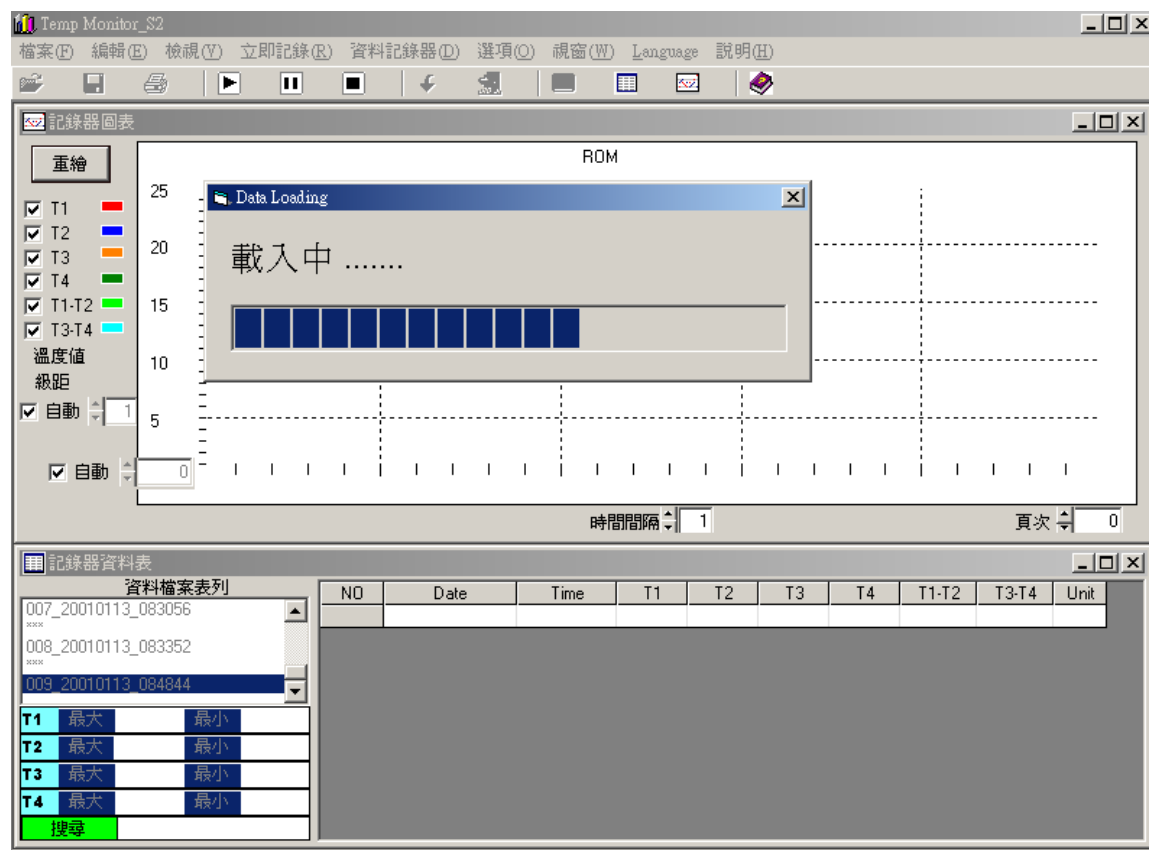 Temp Monitor_S2
檔案(F) 編輯(E) 檢視(V) 立即記錄(R) 資料記錄器(D) 選項(O) 視窗(W) Language 說明(H)
記錄器圖表
重繪
ROM
T1
T2
T3
T4
T1-T2
T3-T4
溫度值
級距
自動 1
自動 0
25
20
15
10
5
Data Loading
載入中 .......
時間間隔 1
頁次 0
記錄器資料表
資料檔案表列
007_20010113_083056
***
008_20010113_083352
***
009_20010113_084844
T1 最大 最小
T2 最大 最小
T3 最大 最小
T4 最大 最小
搜尋
NO Date Time T1 T2 T3 T4 T1-T2 T3-T4 Unit